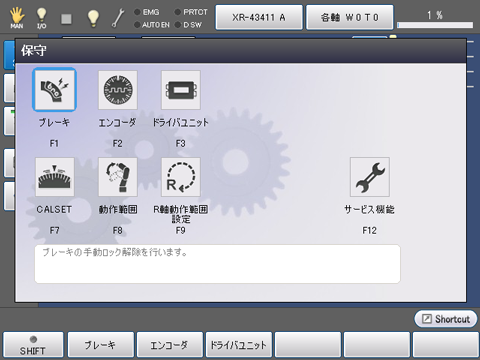 MAN
I/O
EMG
AUTO EN
PRTCT
D SW
XR-43411 A
各軸 W 0 T 0
1 %
保守
ブレーキ
エンコーダ
ドライバユニット
F1
F2
F3
CALSET
動作範囲
R軸動作範囲
設定
サービス機能
F7
F8
F9
F12
ブレーキの手動ロック解除を行います。
Shortcut
SHIFT
ブレーキ
エンコーダ
ドライバユニット